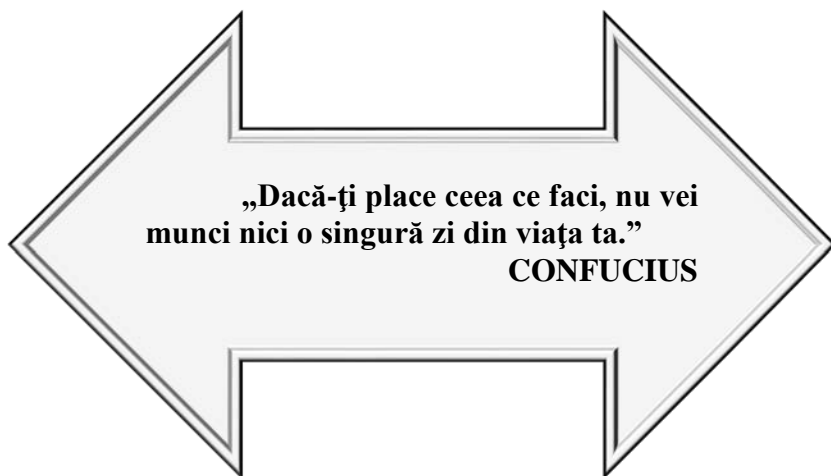 „Dacă-ţi place ceea ce faci, nu vei
munci nici o singură zi din viaţa ta.”
CONFUCIUS